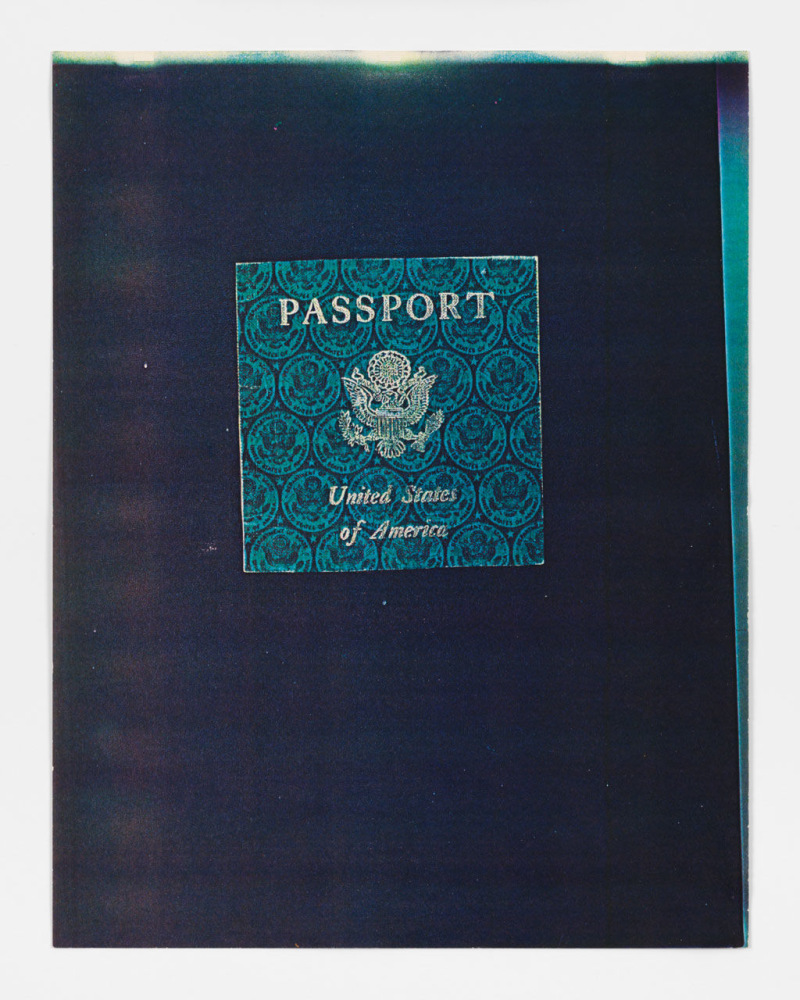 PASSPORT
United States
of America